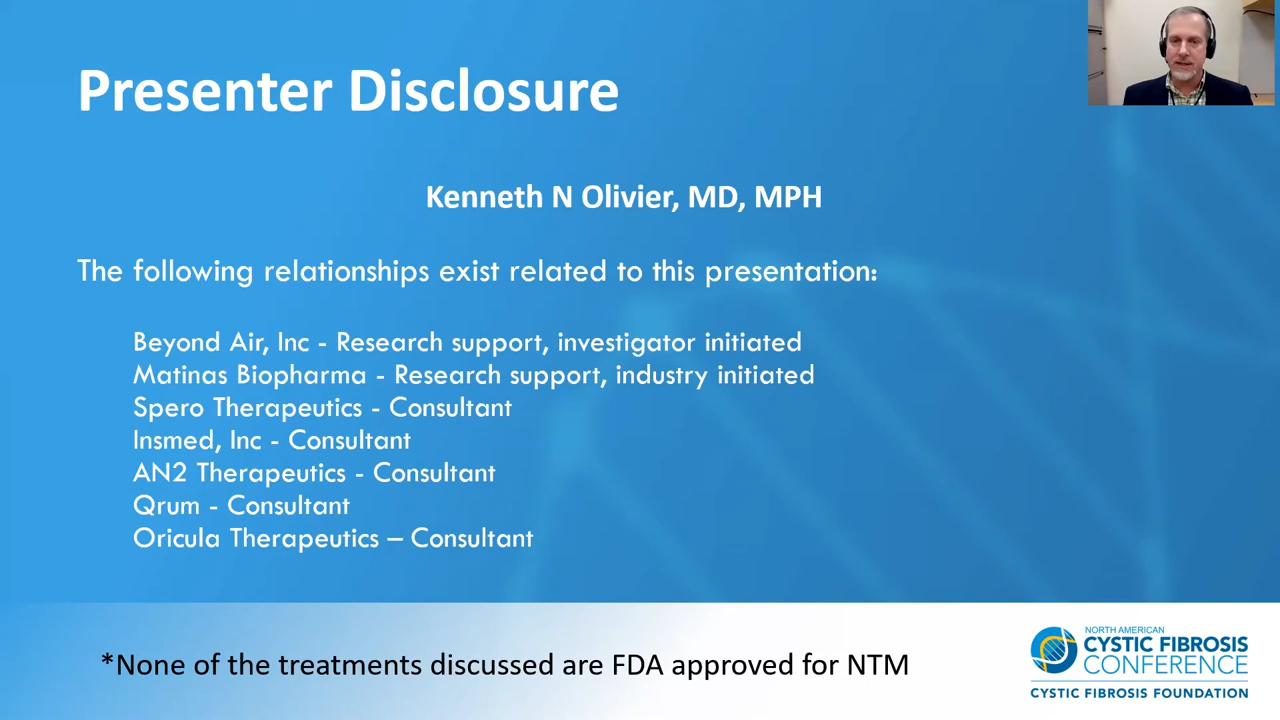 Presenter Disclosure
Kenneth N Olivier, MD, MPH
The following relationships exist related to this presentation:
Beyond Air, Inc - Research support, investigator initiated
Matinas Biopharma - Research support, industry initiated
Spero Therapeutics - Consultant
Insmed, Inc - Consultant
AN2 Therapeutics - Consultant
Qrum - Consultant
Oricula Therapeutics – Consultant
*None of the treatments discussed are FDA approved for NTM
NORTH AMERICAN
CYSTIC FIBROSIS
CONFERENCE
CYSTIC FIBROSIS FOUNDATION